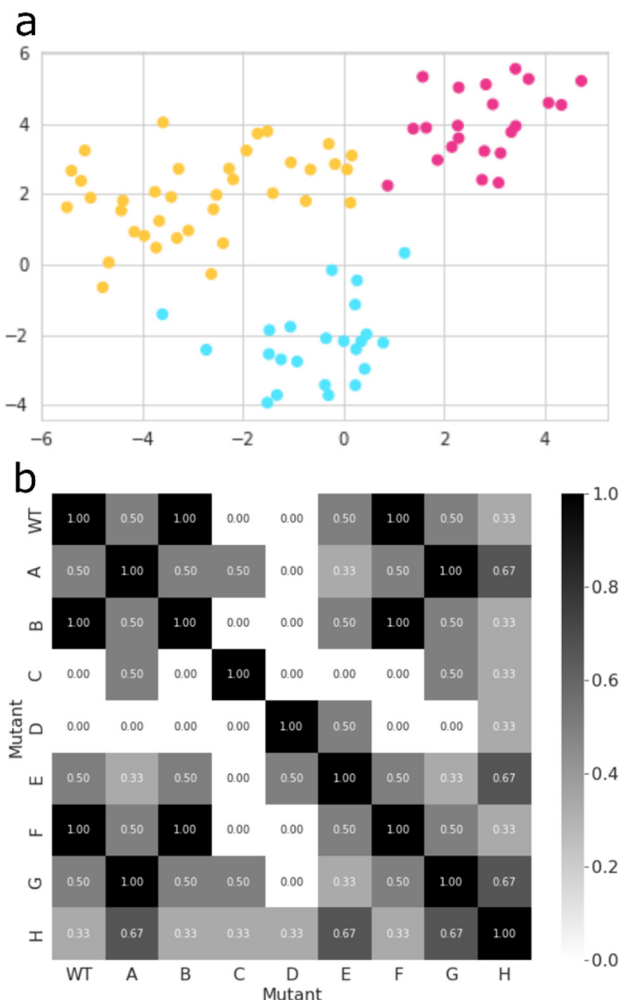 a
6
4
2
0
−2
−4
−6 −4 −2 0 2 4
b
WT 1.00 0.50 1.00 0.00 0.00 0.50 1.00 0.50 0.33
A 0.50 1.00 0.50 0.50 0.00 0.33 0.50 1.00 0.67
B 1.00 0.50 1.00 0.00 0.00 0.50 1.00 0.50 0.33
C 0.00 0.50 0.00 1.00 0.00 0.00 0.00 0.50 0.33
D 0.00 0.00 0.00 0.00 1.00 0.50 0.00 0.00 0.33
E 0.50 0.33 0.50 0.00 0.50 1.00 0.50 0.33 0.67
F 1.00 0.50 1.00 0.00 0.00 0.50 1.00 0.50 0.33
G 0.50 1.00 0.50 0.50 0.00 0.33 0.50 1.00 0.67
H 0.33 0.67 0.33 0.33 0.33 0.67 0.33 0.67 1.00
WT A B C D E F G H
Mutant
Mutant
1.0
0.8
0.6
0.4
0.2
0.0